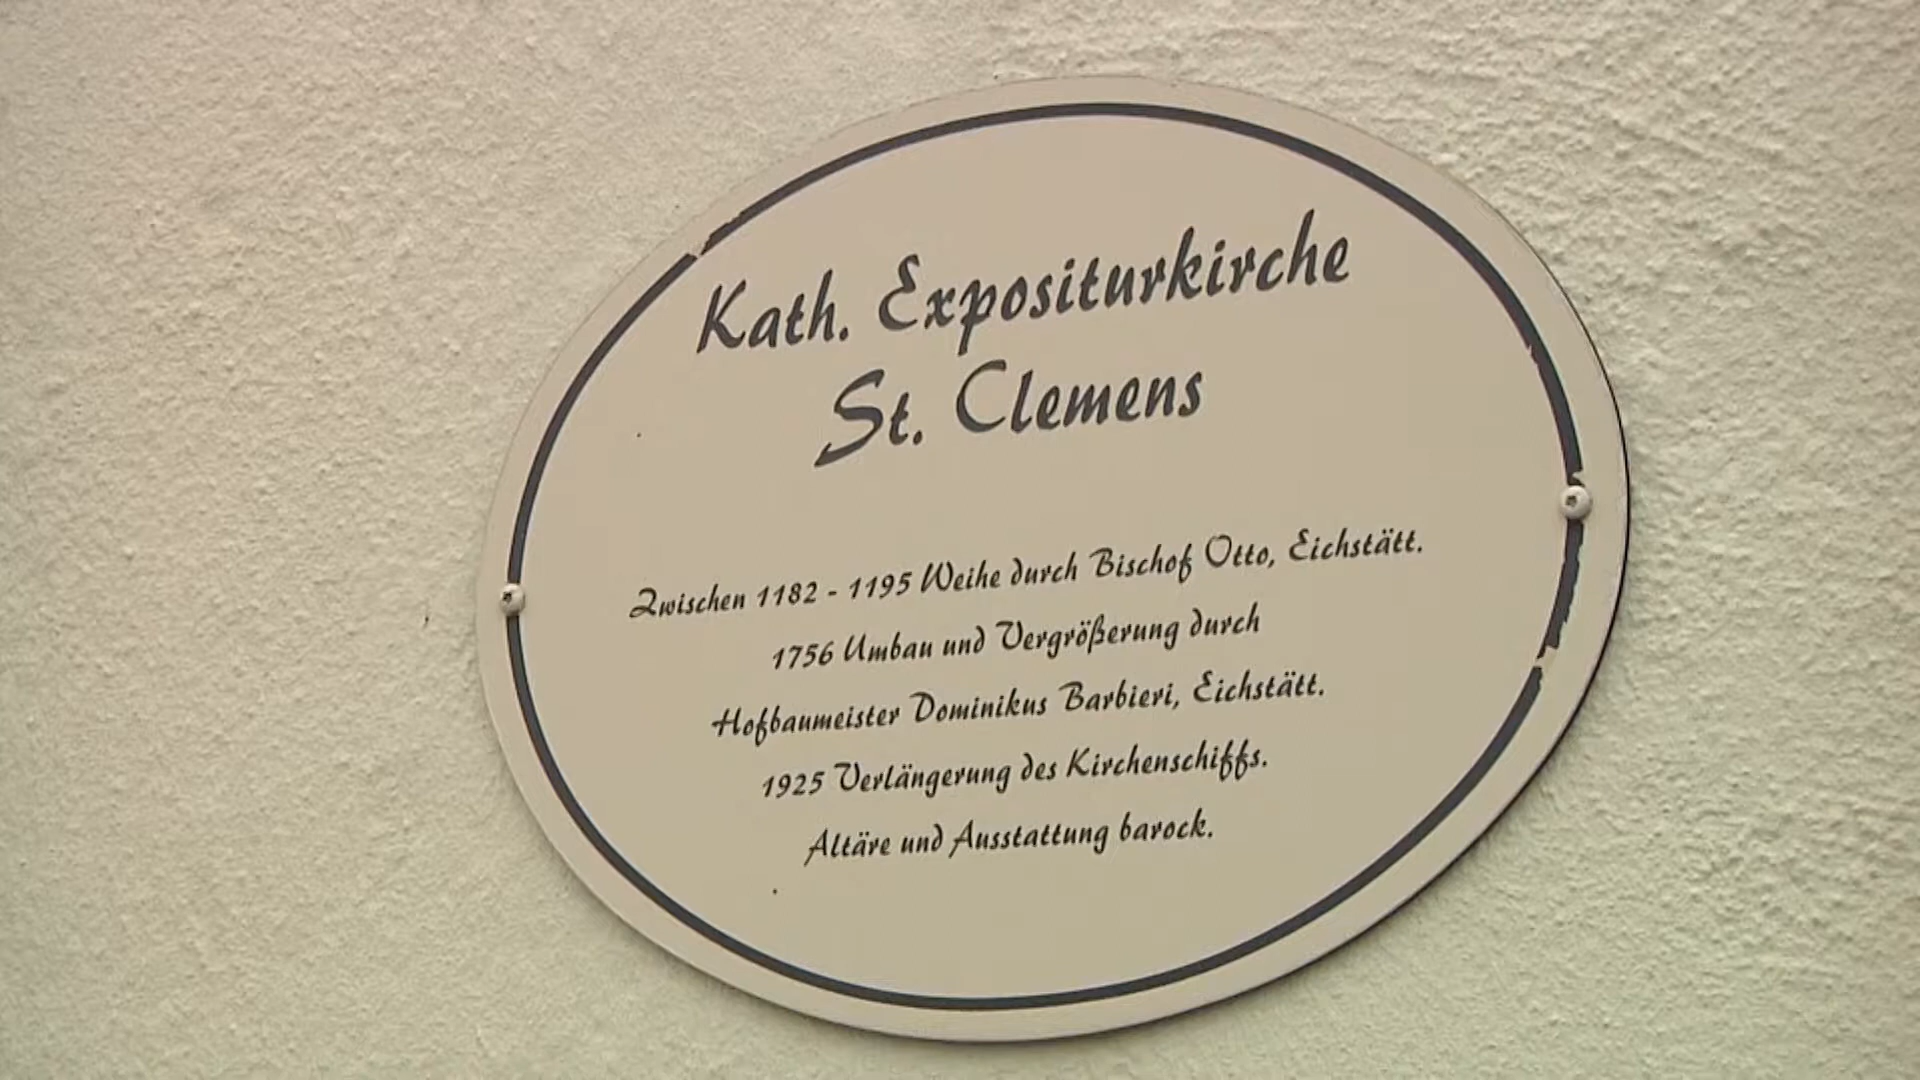 Kath. Expositurkirche
St. Clemens
Zwischen 1182 - 1195 Weihe durch Bischof Otto, Eichstätt.
1756 Umbau und Vergrößerung durch
Hofbaumeister Dominikus Barbieri, Eichstätt.
1925 Verlängerung des Kirchenschiffs.
Altäre und Ausstattung barock.